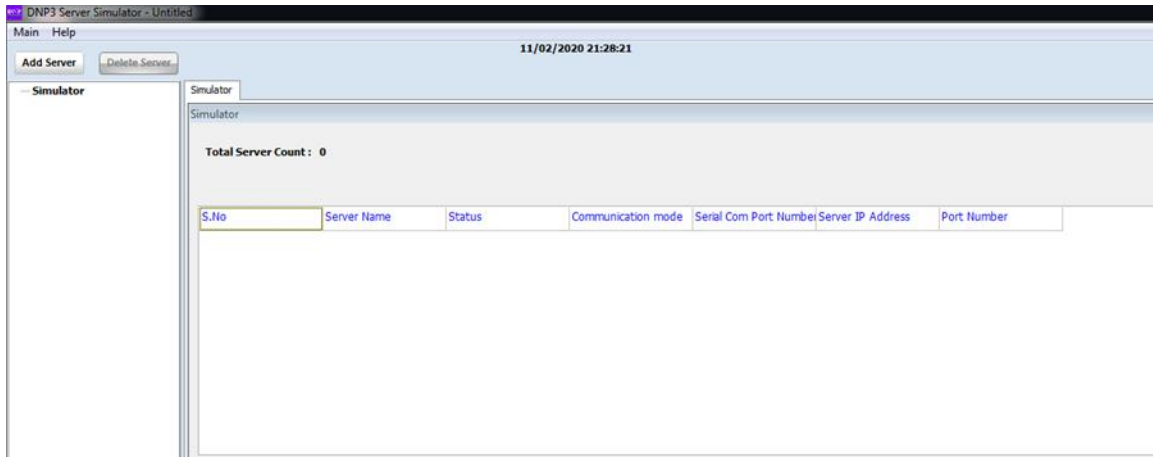 DNP3 Server Simulator - Untitled
Main Help
11/02/2020 21:28:21
Add Server Delete Server
Simulator
Simulator
Simulator
Total Server Count : 0
S.No Server Name Status Communication mode Serial Com Port Number Server IP Address Port Number